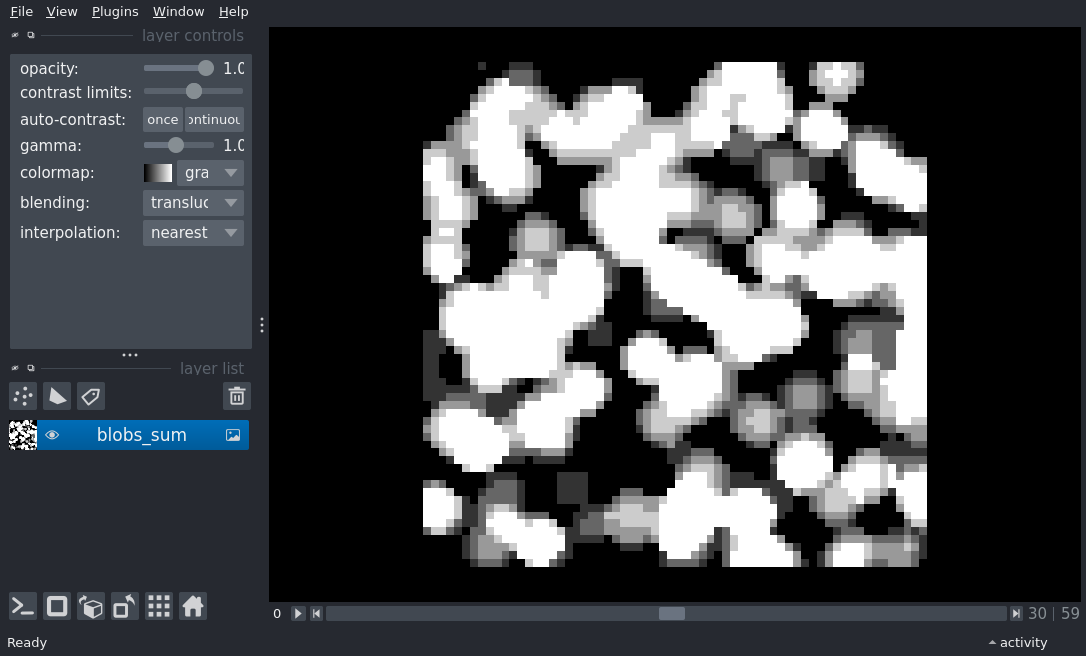 File View Plugins Window Help
layer controls
opacity: 1.0
contrast limits:
auto-contrast: once ontinuou
gamma: 1.0
colormap: gra
blending: transluc
interpolation: nearest
layer list
blobs_sum
0 30 | 59
Ready activity